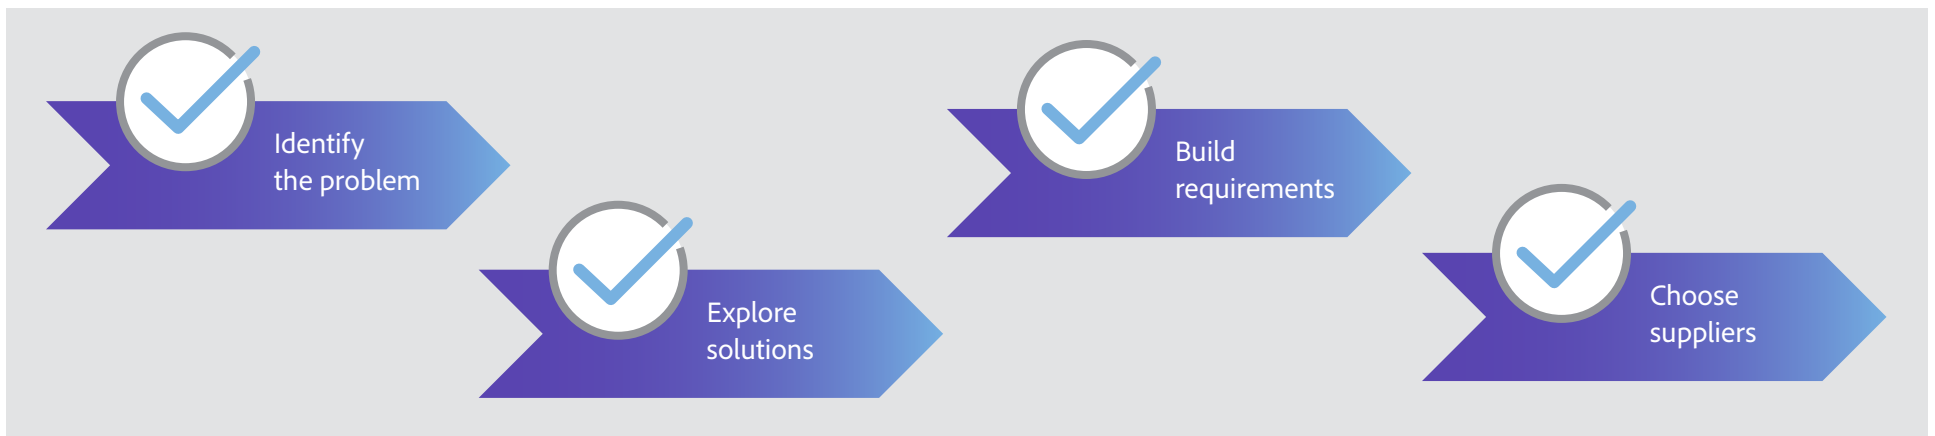 Identify
the problem
Explore
solutions
Build
requirements
Choose
suppliers